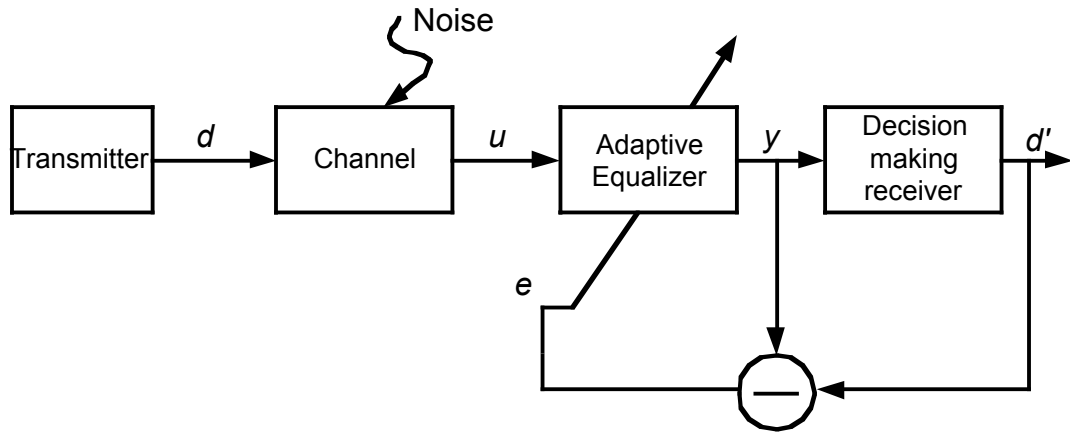 Noise
Transmitter
d
Channel
u
Adaptive
Equalizer
y
Decision
making
receiver
d'
e